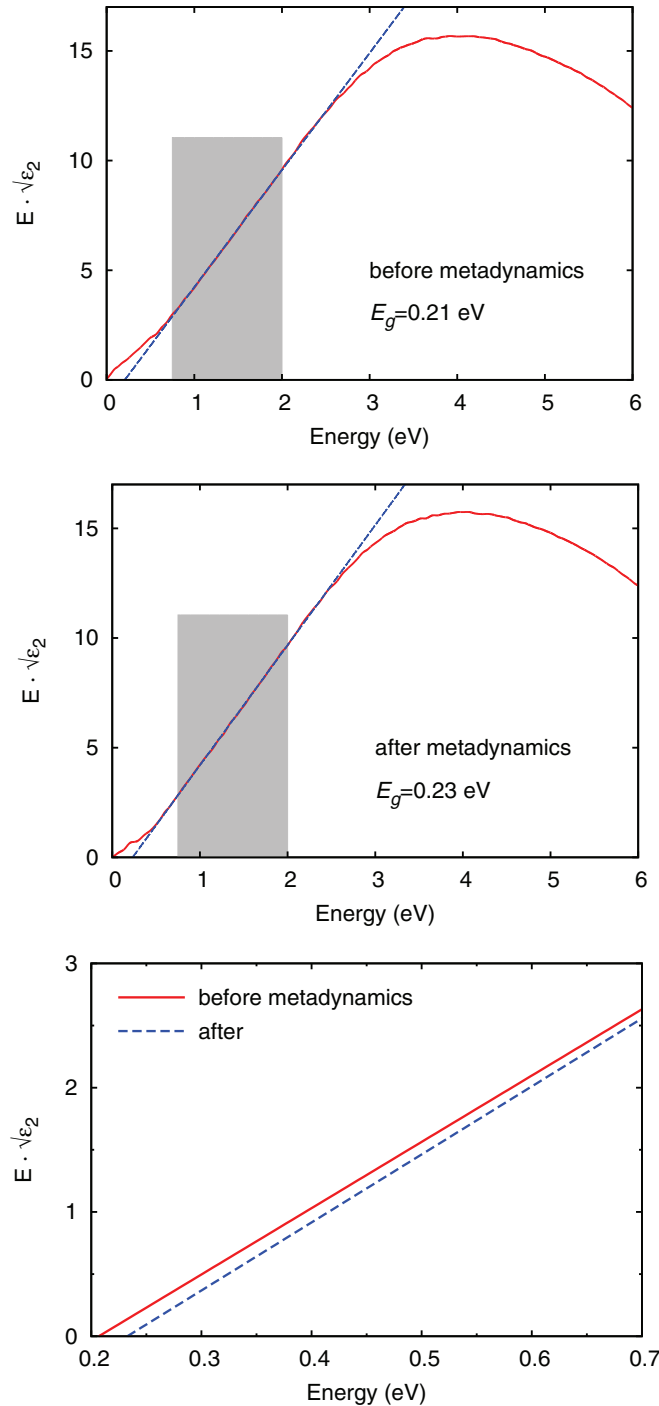 15
10
5
0
E · √ε₂
before metadynamics
E_g=0.21 eV
0 1 2 3 4 5 6
Energy (eV)
15
10
5
0
E · √ε₂
after metadynamics
E_g=0.23 eV
0 1 2 3 4 5 6
Energy (eV)
3
2
1
0
E · √ε₂
before metadynamics
after
0.2 0.3 0.4 0.5 0.6 0.7
Energy (eV)